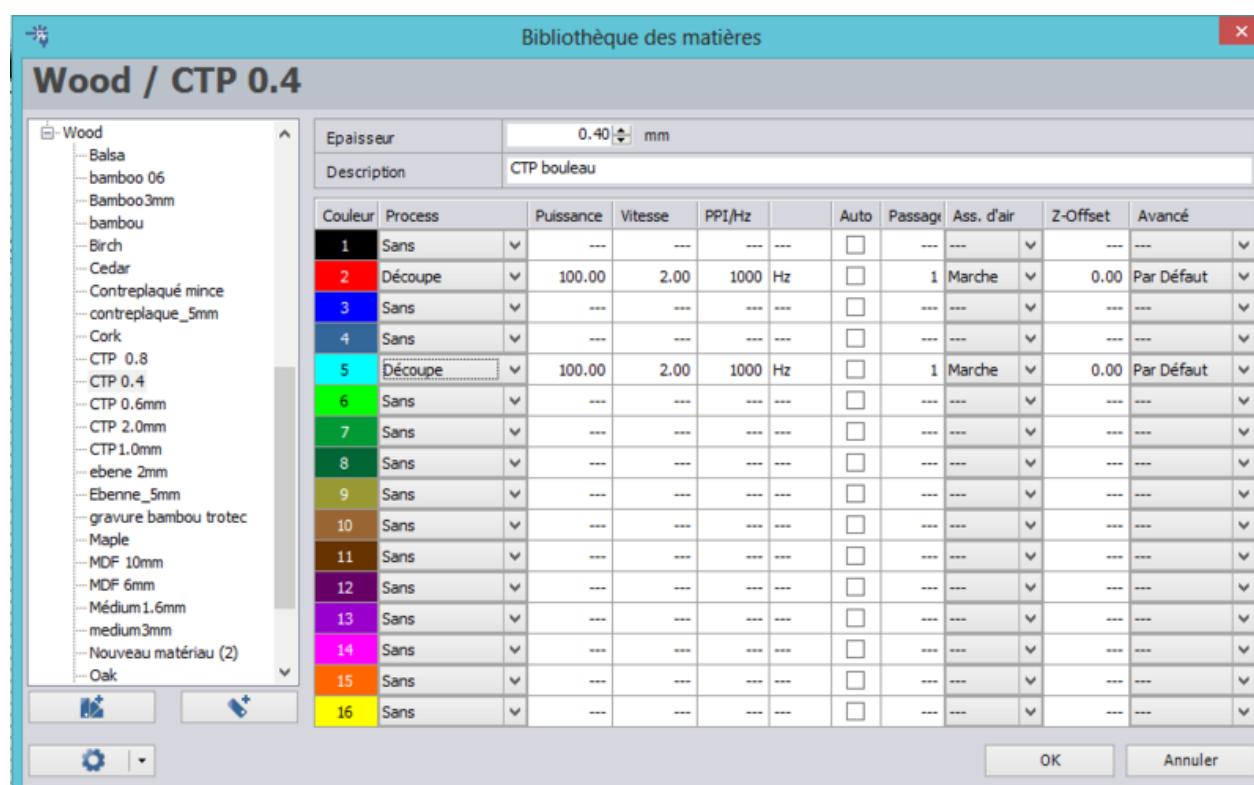 Bibliothèque des matières
Wood / CTP 0.4
Wood
Balsa
bamboo 06
Bamboo3mm
bambou
Birch
Cedar
Contreplaqué mince
contreplaque_5mm
Cork
CTP 0.8
CTP 0.4
CTP 0.6mm
CTP 2.0mm
CTP1.0mm
ebene 2mm
Ebenne_5mm
gravure bambou trotec
Maple
MDF 10mm
MDF 6mm
Médium1.6mm
medium3mm
Nouveau matériau (2)
Oak
Epaisseur 0.40 mm
Description CTP bouleau
Couleur Process Puissance Vitesse PPI/Hz Auto Passage Ass. d'air Z-Offset Avancé
1 Sans --- --- --- --- --- --- --- ---
2 Découpe 100.00 2.00 1000 Hz 1 Marche 0.00 Par Défaut
3 Sans --- --- --- --- --- --- --- ---
4 Sans --- --- --- --- --- --- --- ---
5 Découpe 100.00 2.00 1000 Hz 1 Marche 0.00 Par Défaut
6 Sans --- --- --- --- --- --- --- ---
7 Sans --- --- --- --- --- --- --- ---
8 Sans --- --- --- --- --- --- --- ---
9 Sans --- --- --- --- --- --- --- ---
10 Sans --- --- --- --- --- --- --- ---
11 Sans --- --- --- --- --- --- --- ---
12 Sans --- --- --- --- --- --- --- ---
13 Sans --- --- --- --- --- --- --- ---
14 Sans --- --- --- --- --- --- --- ---
15 Sans --- --- --- --- --- --- --- ---
16 Sans --- --- --- --- --- --- --- ---
OK Annuler